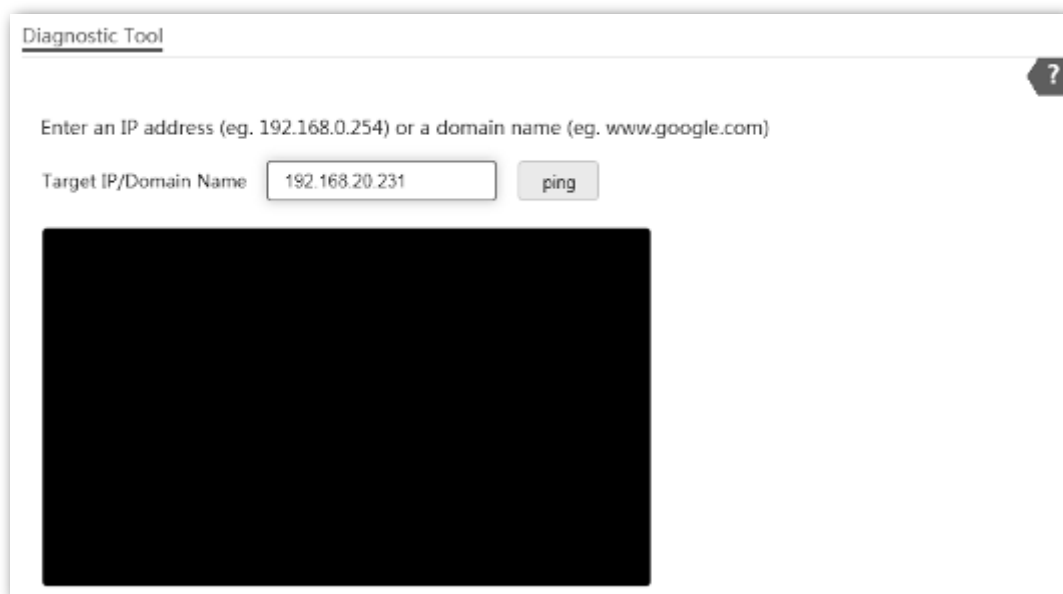 Diagnostic Tool
?
Enter an IP address (eg. 192.168.0.254) or a domain name (eg. www.google.com)
Target IP/Domain Name 192.168.20.231 ping